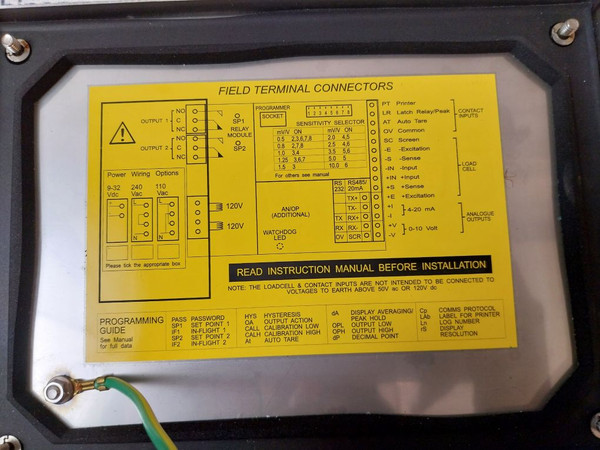 FIELD TERMINAL CONNECTORS
NO
OUTPUT 1 C
NC
NO
OUTPUT 2 C
NC
SP1
RELAY
MODULE
SP2
Power Wiring Options
9-32 240 110
Vdc Vac Vac
L L
N N
Please tick the appropriate box
120V
120V
PROGRAMMER
SOCKET
1 2 3 4 5 6 7 8
SENSITIVITY SELECTOR
mV/V ON mV/V ON
0.5 2,3,6,7,8 2.0 4,5
0.8 2,7,8 2.5 4,6
1.0 3,4 3.5 5,6
1.25 3,6,7 5.0 5
1.5 3 10.0 6
For others see manual
AN/OP
(ADDITIONAL)
WATCHDOG
LED
RS RS485/
232 20mA
TX+
TX-
TX RX+
RX RX-
OV SCR
PT Printer
LR Latch Relay/Peak
AT Auto Tare
OV Common
SC Screen
-E -Excitation
-S -Sense
-IN -Input
+IN +Input
+S +Sense
+E +Excitation
+I
-I
4-20 mA
+V
-V
0-10 Volt
CONTACT
INPUTS
LOAD
CELL
ANALOGUE
OUTPUTS
READ INSTRUCTION MANUAL BEFORE INSTALLATION
NOTE: THE LOADCELL & CONTACT INPUTS ARE NOT INTENDED TO BE CONNECTED TO
VOLTAGES TO EARTH ABOVE 50V ac OR 120V dc
PROGRAMMING
GUIDE
See Manual
for full data
PASS PASSWORD
SP1 SET POINT 1
IF1 IN-FLIGHT 1
SP2 SET POINT 2
IF2 IN-FLIGHT 2
HYS HYSTERESIS
OA OUTPUT ACTION
CALL CALIBRATION LOW
CALH CALIBRATION HIGH
At AUTO TARE
dA DISPLAY AVERAGING/
PEAK HOLD
OPL OUTPUT LOW
OPH OUTPUT HIGH
dP DECIMAL POINT
Cp COMMS PROTOCOL
LAb LABEL FOR PRINTER
Ln LOG NUMBER
rS DISPLAY
RESOLUTION